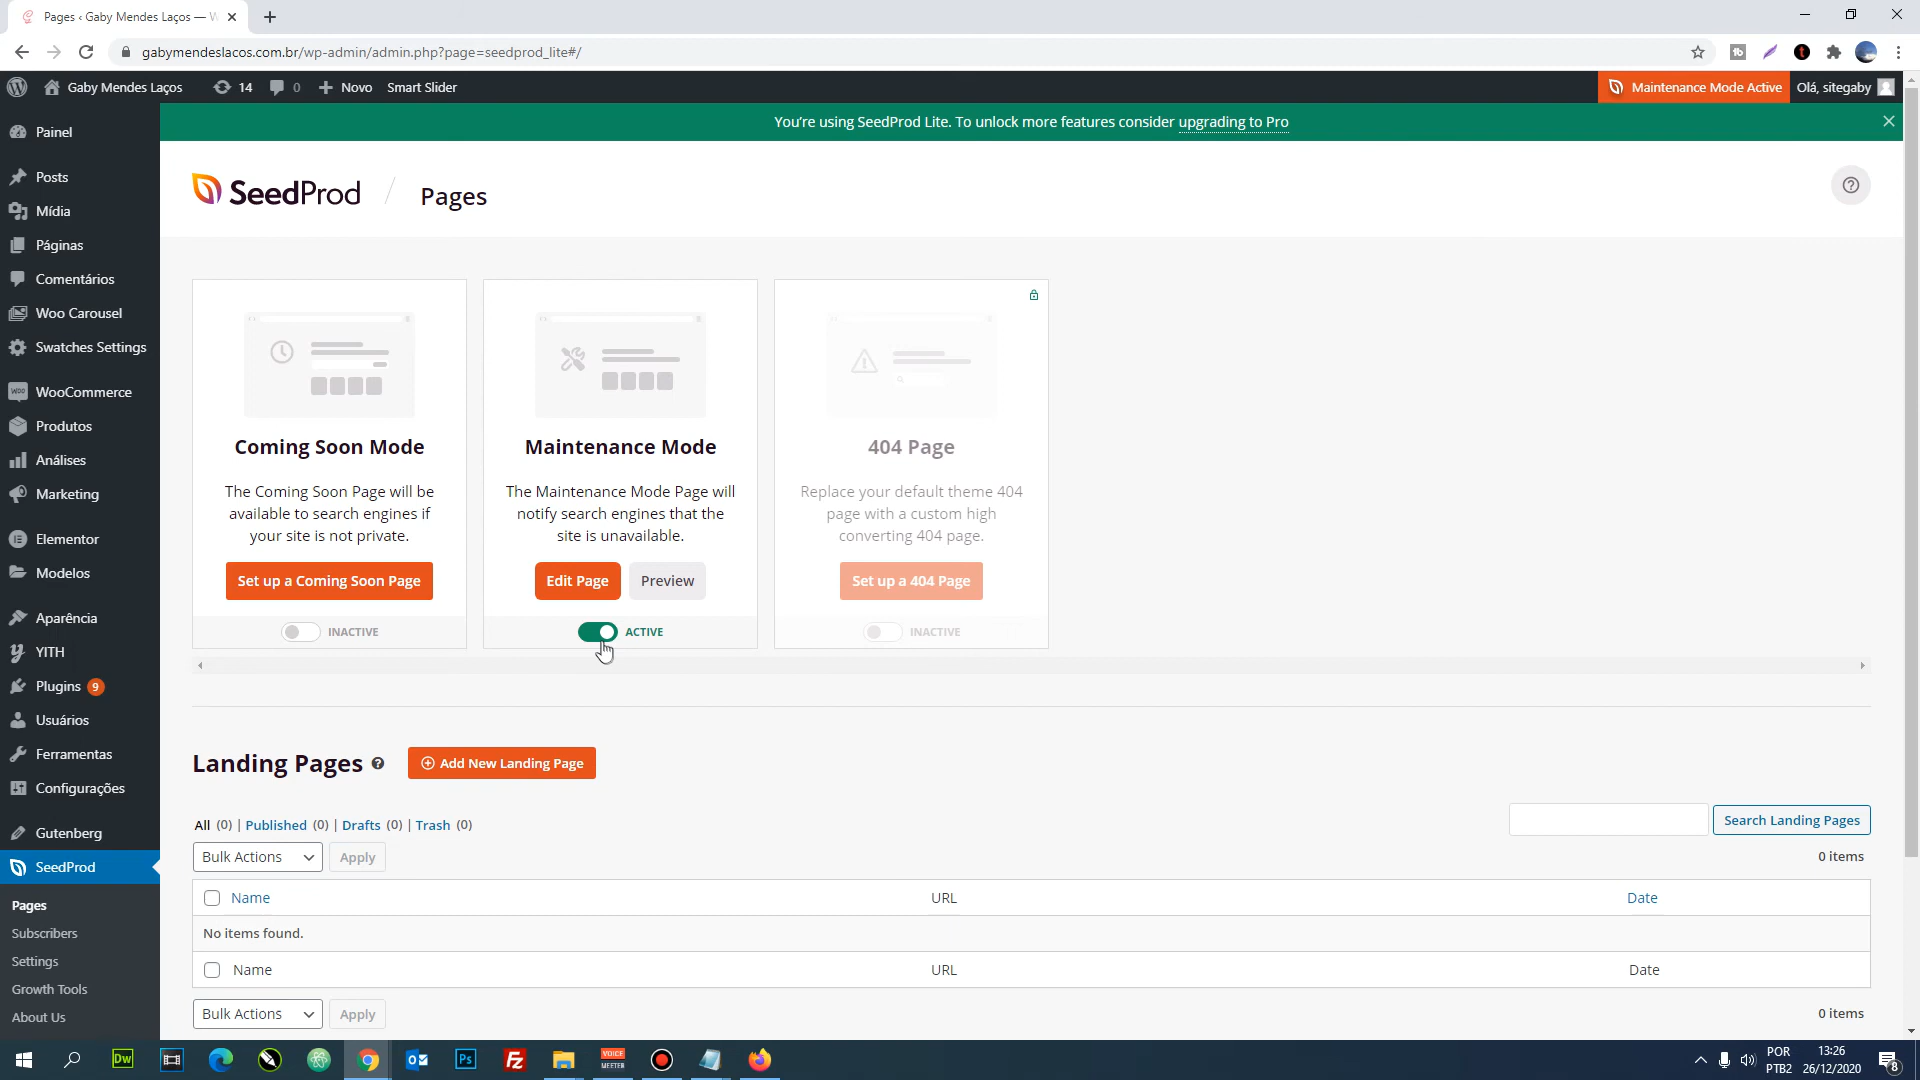 Pages ‹ Gaby Mendes Laços — W
gabymendeslacos.com.br/wp-admin/admin.php?page=seedprod_lite#/
Gaby Mendes Laços
14
0
Novo
Smart Slider
Maintenance Mode Active
Olá, sitegaby
You're using SeedProd Lite. To unlock more features consider upgrading to Pro
Painel
Posts
Mídia
Páginas
Comentários
Woo Carousel
Swatches Settings
WooCommerce
Produtos
Análises
Marketing
Elementor
Modelos
Aparência
YITH
Plugins 9
Usuários
Ferramentas
Configurações
Gutenberg
SeedProd
Pages
Subscribers
Settings
Growth Tools
About Us
SeedProd / Pages
Coming Soon Mode
The Coming Soon Page will be
available to search engines if
your site is not private.
Set up a Coming Soon Page
INACTIVE
Maintenance Mode
The Maintenance Mode Page will
notify search engines that the
site is unavailable.
Edit Page
Preview
ACTIVE
404 Page
Replace your default theme 404
page with a custom high
converting 404 page.
Set up a 404 Page
INACTIVE
Landing Pages
Add New Landing Page
All (0) | Published (0) | Drafts (0) | Trash (0)
Search Landing Pages
Bulk Actions
Apply
0 items
Name
URL
Date
No items found.
Name
URL
Date
Bulk Actions
Apply
0 items
Dw
Ps
Fz
VOICE
MEETER
POR
PTB2
13:26
26/12/2020
8